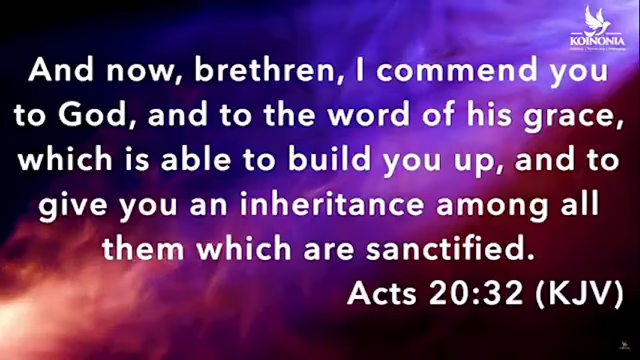 KOINONIA
And now, brethren, I commend you
to God, and to the word of his grace,
which is able to build you up, and to
give you an inheritance among all
them which are sanctified.
Acts 20:32 (KJV)